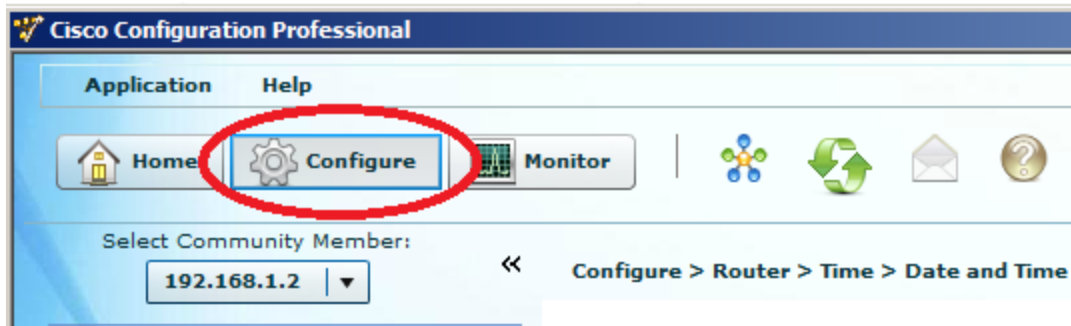 Cisco Configuration Professional
Application Help
Home Configure Monitor
Select Community Member:
192.168.1.2
« Configure > Router > Time > Date and Time